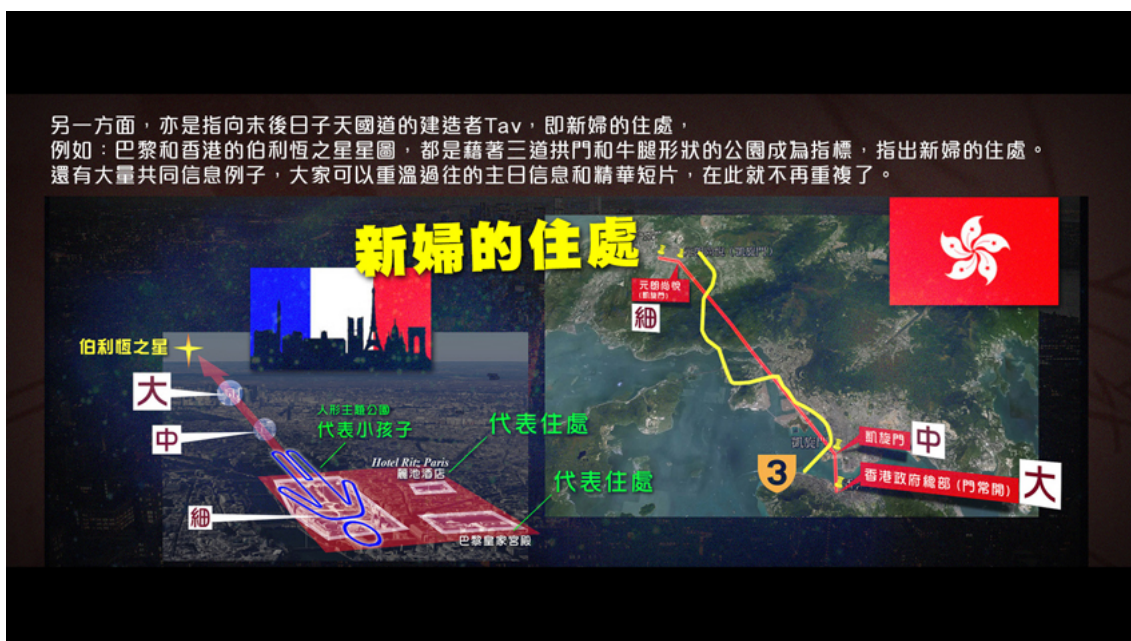 另一方面，亦是指向末後日子天國道的建造者Tav，即新婦的住處，
例如：巴黎和香港的伯利恆之星星圖，都是藉著三道拱門和牛腿形狀的公園成為指標，指出新婦的住處。
還有大量共同信息例子，大家可以重溫過往的主日信息和精華短片，在此就不再重複了。
新婦的住處
元朗尚悅
(凱旋門)
細
伯利恆之星
大
中
人形主題公園
代表小孩子
代表住處
Hotel Ritz Paris
麗池酒店
代表住處
細
巴黎皇家宮殿
凱旋門
凱旋門
中
3
香港政府總部 (門常開)
大